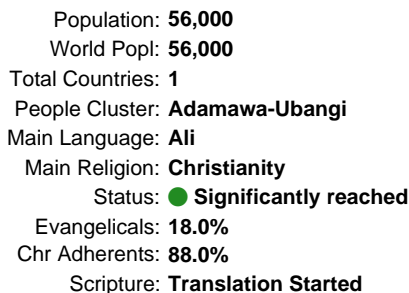 Population: 56,000
World Popl: 56,000
Total Countries: 1
People Cluster: Adamawa-Ubangi
Main Language: Ali
Main Religion: Christianity
Status: Significantly reached
Evangelicals: 18.0%
Chr Adherents: 88.0%
Scripture: Translation Started